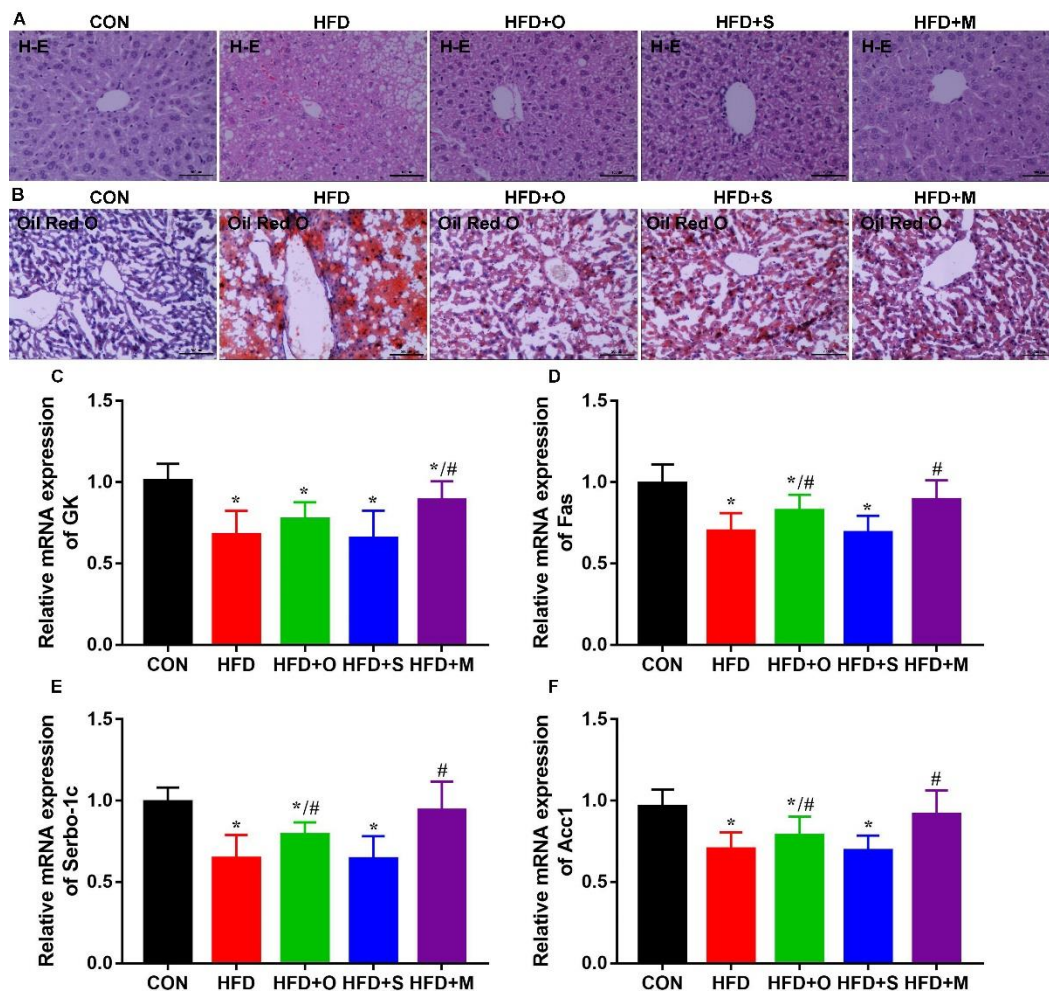 A
CON HFD HFD+O HFD+S HFD+M
H-E H-E H-E H-E H-E
B
CON HFD HFD+O HFD+S HFD+M
Oil Red O Oil Red O Oil Red O Oil Red O Oil Red O
C
Relative mRNA expression
of GK
1.5
1.0
0.5
0.0
* * * */#
CON HFD HFD+O HFD+S HFD+M
D
Relative mRNA expression
of Fas
1.5
1.0
0.5
0.0
* */# * #
CON HFD HFD+O HFD+S HFD+M
E
Relative mRNA expression
of Serbo-1c
1.5
1.0
0.5
0.0
* */# * #
CON HFD HFD+O HFD+S HFD+M
F
Relative mRNA expression
of Acc1
1.5
1.0
0.5
0.0
* */# * #
CON HFD HFD+O HFD+S HFD+M